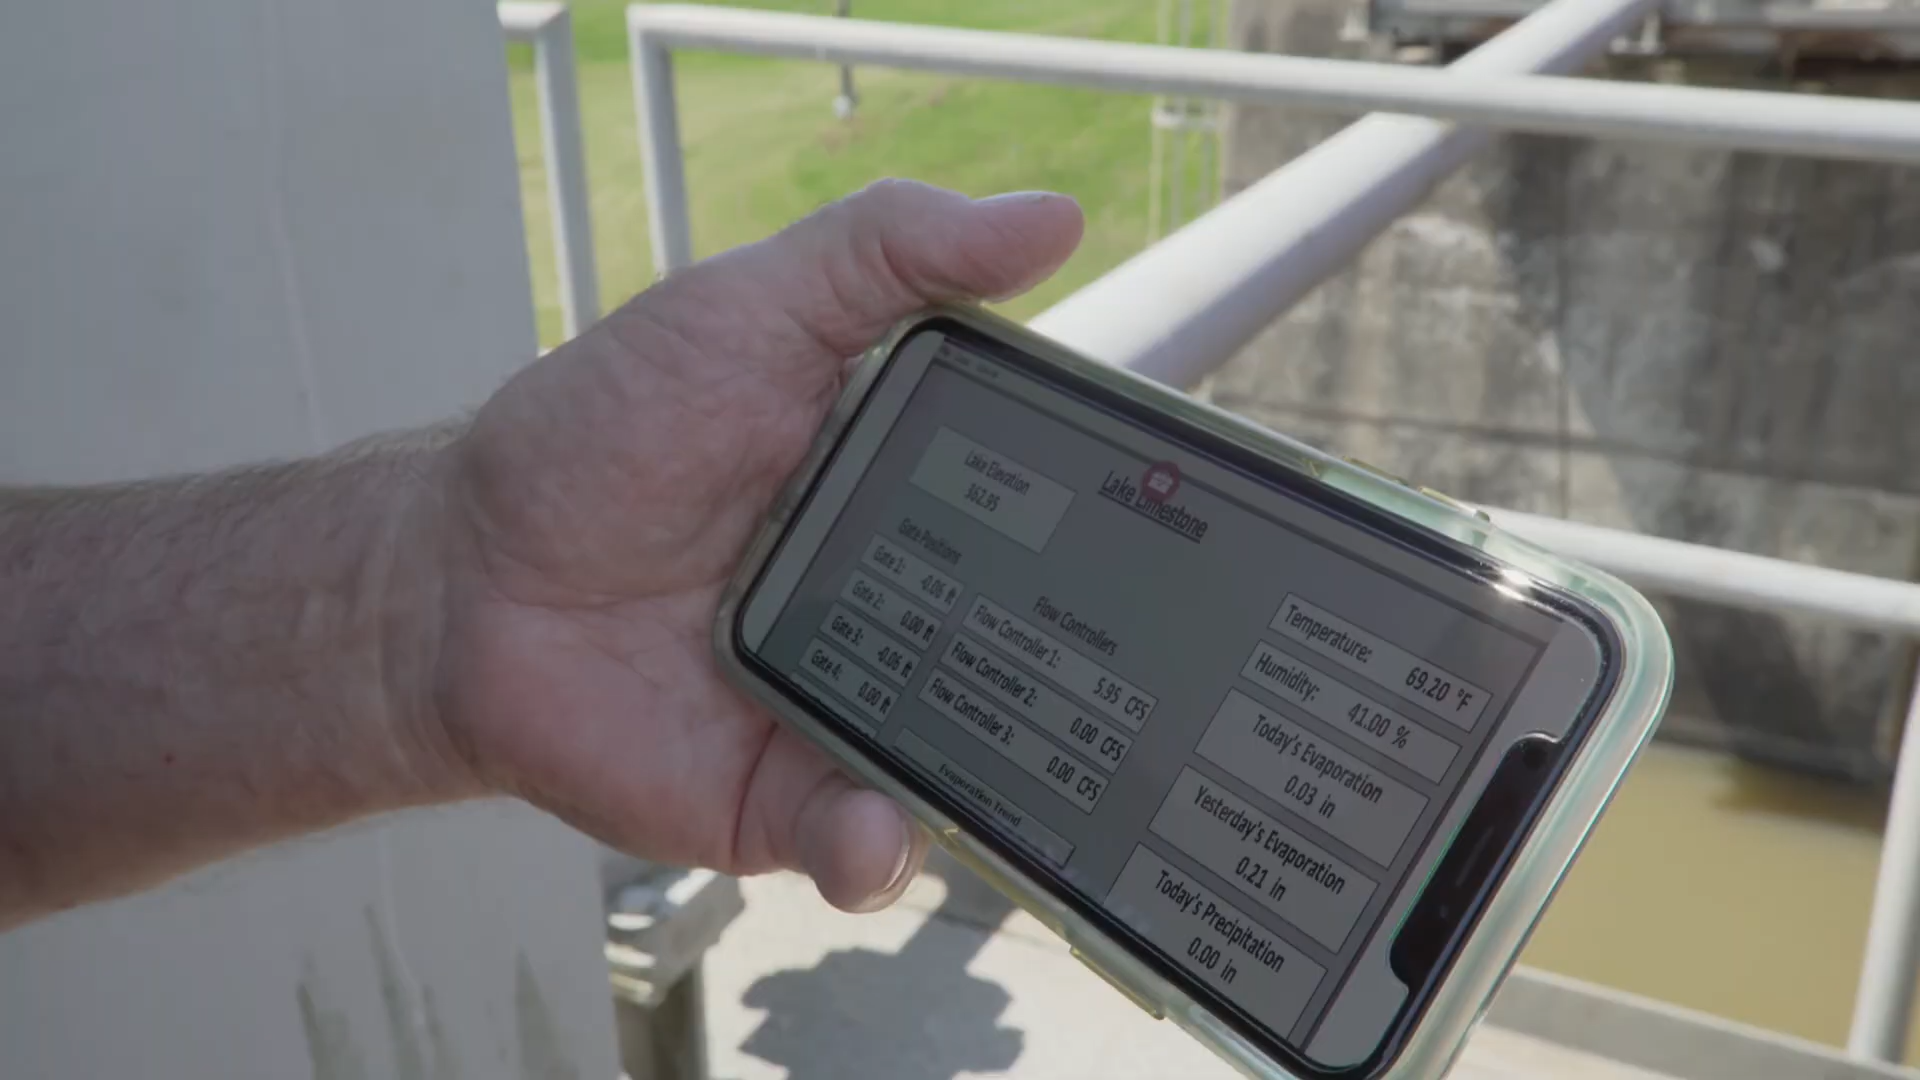 Lake Limestone
Lake Elevation
362.95
Gate Positions
Gate 1: -0.06 ft
Gate 2: 0.00 ft
Gate 3: -0.06 ft
Gate 4: 0.00 ft
Flow Controllers
Flow Controller 1: 5.95 CFS
Flow Controller 2: 0.00 CFS
Flow Controller 3: 0.00 CFS
Evaporation Trend
Temperature: 69.20 °F
Humidity: 41.00 %
Today's Evaporation
0.03 in
Yesterday's Evaporation
0.21 in
Today's Precipitation
0.00 in